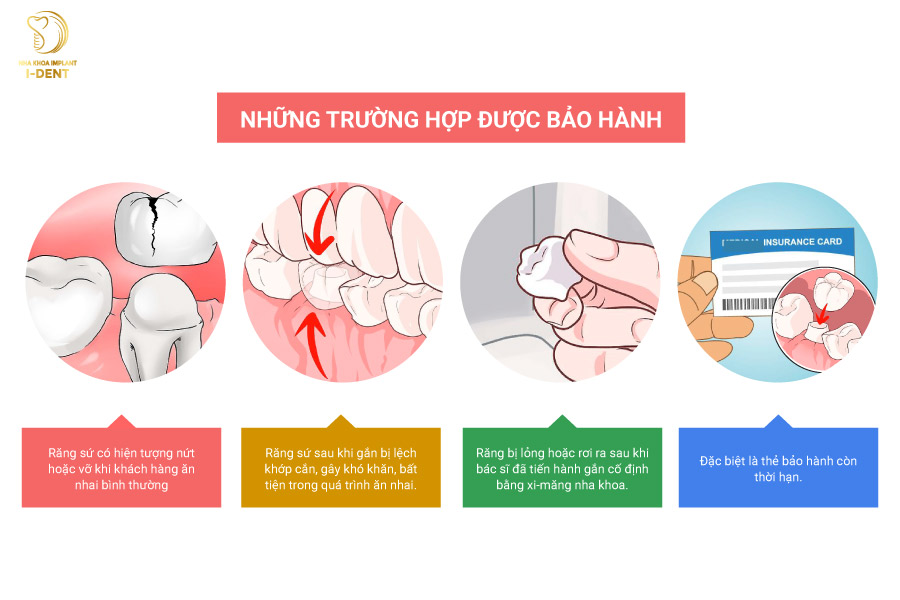 NHA KHOA IMPLANT
I-DENT
NHỮNG TRƯỜNG HỢP ĐƯỢC BẢO HÀNH
INSURANCE CARD
Răng sứ có hiện tượng nứt
hoặc vỡ khi khách hàng ăn
nhai bình thường
Răng sứ sau khi gắn bị lệch
khớp cắn, gây khó khăn, bất
tiện trong quá trình ăn nhai.
Răng bị lỏng hoặc rơi ra sau khi
bác sĩ đã tiến hành gắn cố định
bằng xi-măng nha khoa.
Đặc biệt là thẻ bảo hành còn
thời hạn.